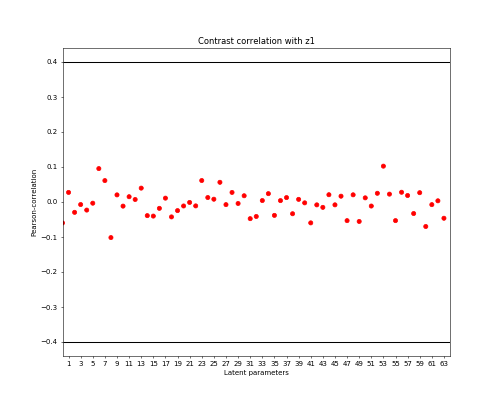 Contrast correlation with z1
0.4
0.3
0.2
0.1
0.0
−0.1
−0.2
−0.3
−0.4
Pearson-correlation
1 3 5 7 9 11 13 15 17 19 21 23 25 27 29 31 33 35 37 39 41 43 45 47 49 51 53 55 57 59 61 63
Latent parameters